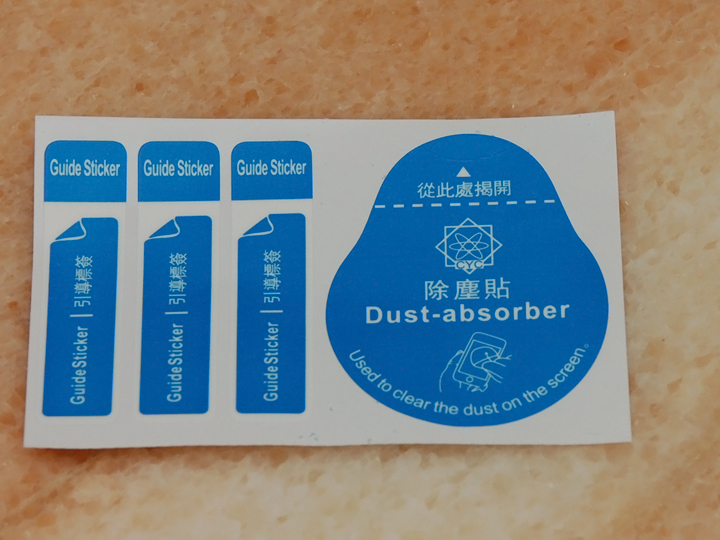 Guide Sticker
Guide Sticker
Guide Sticker
GuideSticker | 引導標簽
GuideSticker | 引導標簽
GuideSticker | 引導標簽
從此處揭開
CYC
除塵貼
Dust-absorber
Used to clear the dust on the screen。